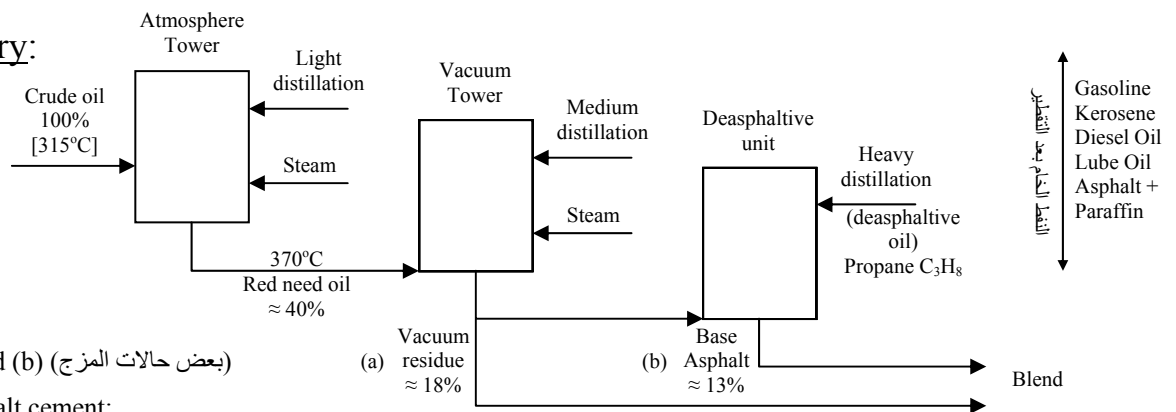 ry:
Atmosphere
Tower
Crude oil
100%
[315ºC]
Light
distillation
Steam
Vacuum
Tower
Medium
distillation
Steam
Deasphaltive
unit
Heavy
distillation
(deasphaltive
oil)
Propane C₃H₈
النفط الخام بعد التقطير
Gasoline
Kerosene
Diesel Oil
Lube Oil
Asphalt +
Paraffin
370ºC
Red need oil
≈ 40%
d (b) (بعض حالات المزج)
(a)
Vacuum
residue
≈ 18%
(b)
Base
Asphalt
≈ 13%
Blend
alt cement: